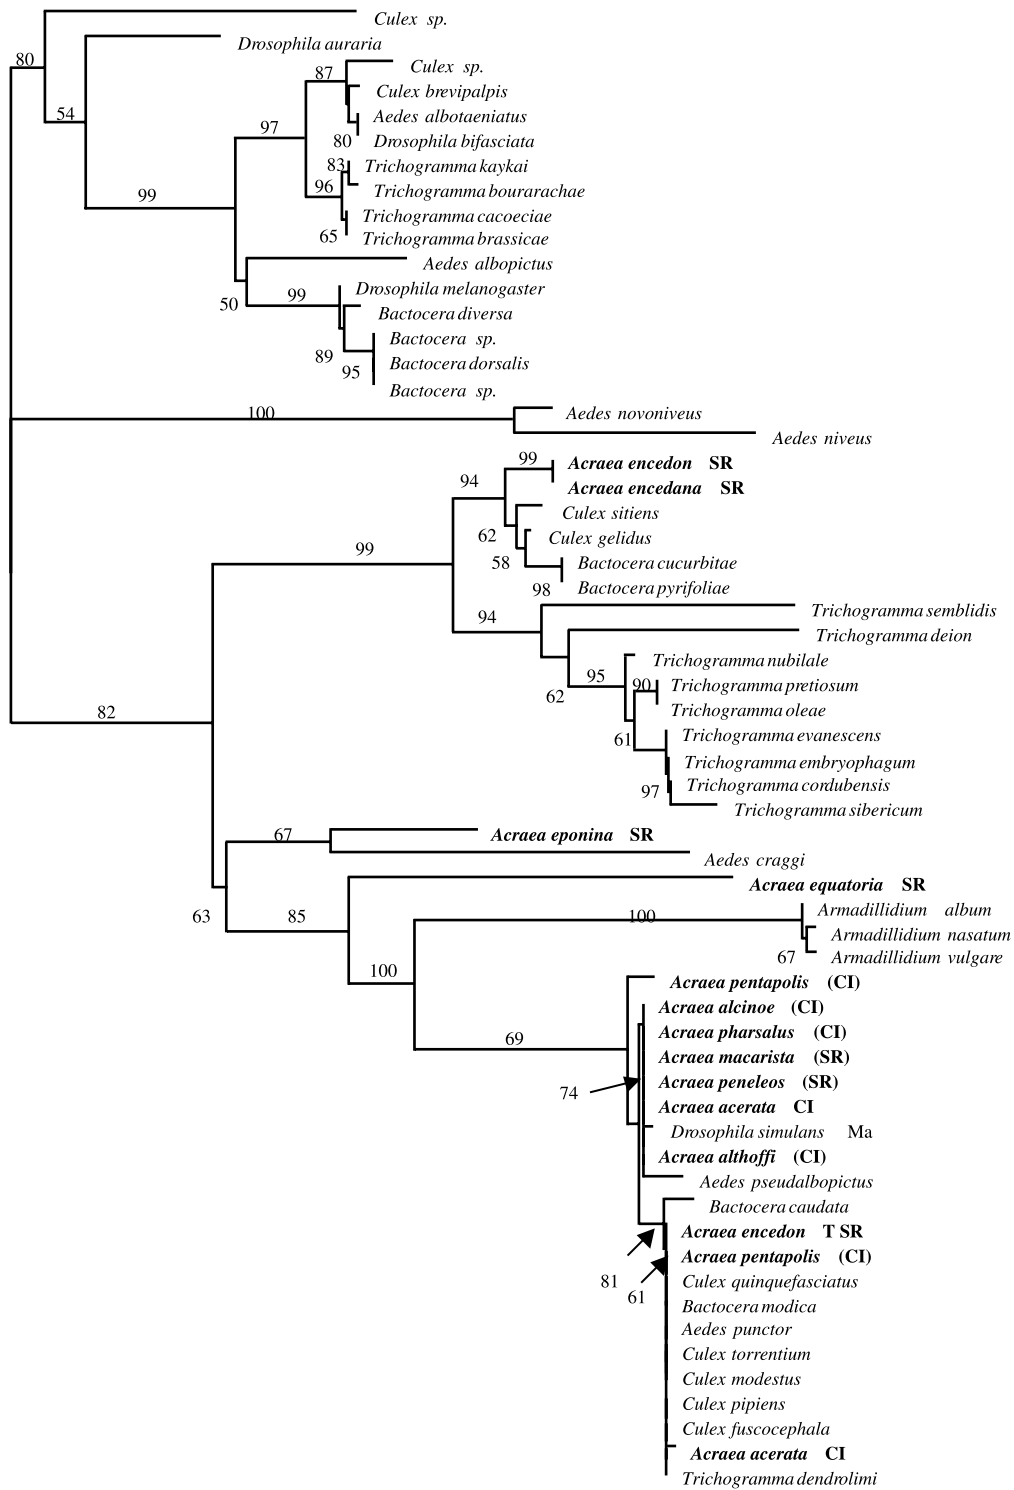 Culex sp.
80
Drosophila auraria
Culex sp.
87
Culex brevipalpis
54
Aedes albotaeniatus
97
80 Drosophila bifasciata
83 Trichogramma kaykai
96 Trichogramma bourarachae
99
Trichogramma cacoeciae
65 Trichogramma brassicae
Aedes albopictus
99 Drosophila melanogaster
50
Bactocera diversa
Bactocera sp.
89
95 Bactocera dorsalis
Bactocera sp.
100 Aedes novoniveus
Aedes niveus
99 Acraea encedon SR
94
Acraea encedana SR
Culex sitiens
62
Culex gelidus
99
58 Bactocera cucurbitae
98 Bactocera pyrifoliae
Trichogramma semblidis
94
Trichogramma deion
Trichogramma nubilale
95 90 Trichogramma pretiosum
62
Trichogramma oleae
82
61 Trichogramma evanescens
Trichogramma embryophagum
97 Trichogramma cordubensis
Trichogramma sibericum
67 Acraea eponina SR
Aedes craggi
Acraea equatoria SR
63 85 100 Armadillidium album
Armadillidium nasatum
67 Armadillidium vulgare
100
Acraea pentapolis (CI)
Acraea alcinoe (CI)
69 Acraea pharsalus (CI)
Acraea macarista (SR)
74 Acraea peneleos (SR)
Acraea acerata CI
Drosophila simulans Ma
Acraea althoffi (CI)
Aedes pseudalbopictus
Bactocera caudata
Acraea encedon T SR
Acraea pentapolis (CI)
81 Culex quinquefasciatus
61
Bactocera modica
Aedes punctor
Culex torrentium
Culex modestus
Culex pipiens
Culex fuscocephala
Acraea acerata CI
Trichogramma dendrolimi